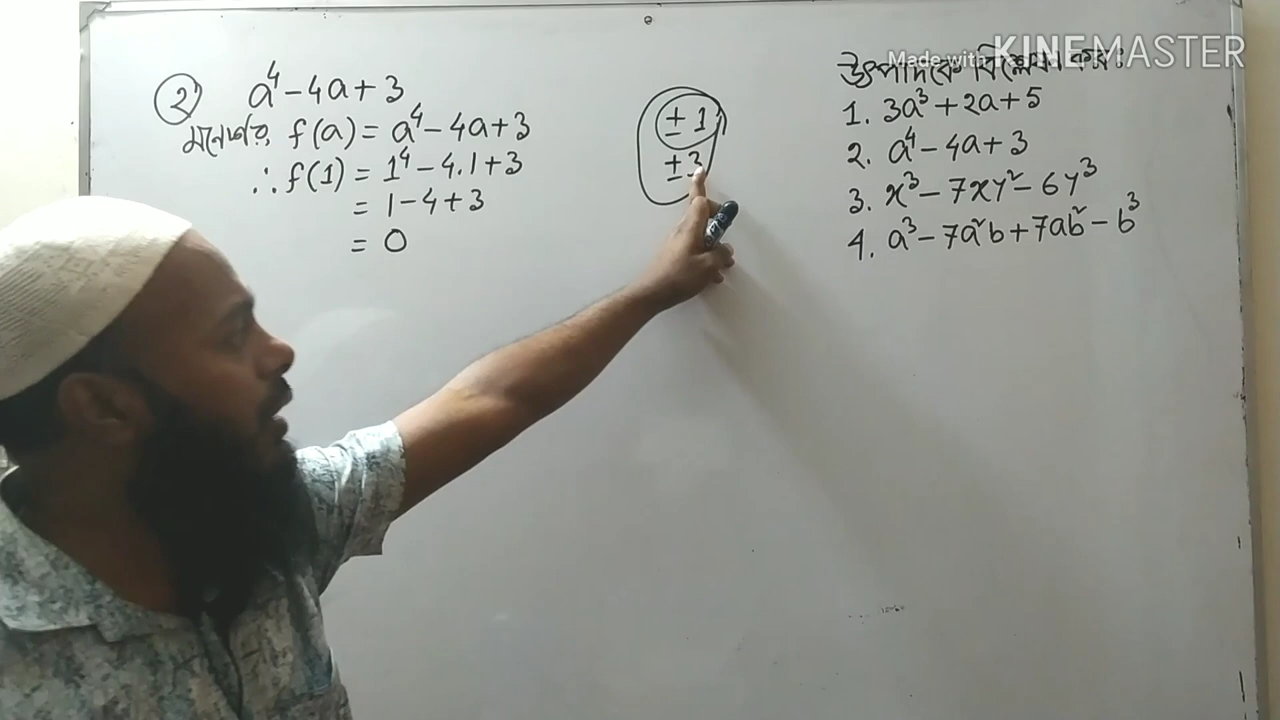 ২ a⁴ - 4a + 3
মনেকরি, f(a) = a⁴ - 4a + 3
∴ f(1) = 1⁴ - 4.1 + 3
= 1 - 4 + 3
= 0
± 1
± 3
Made with KINEMASTER
উৎপাদকে বিশ্লেষণ কর :
1. 3a³ + 2a + 5
2. a⁴ - 4a + 3
3. x³ - 7xy² - 6y³
4. a³ - 7a²b + 7ab² - b³